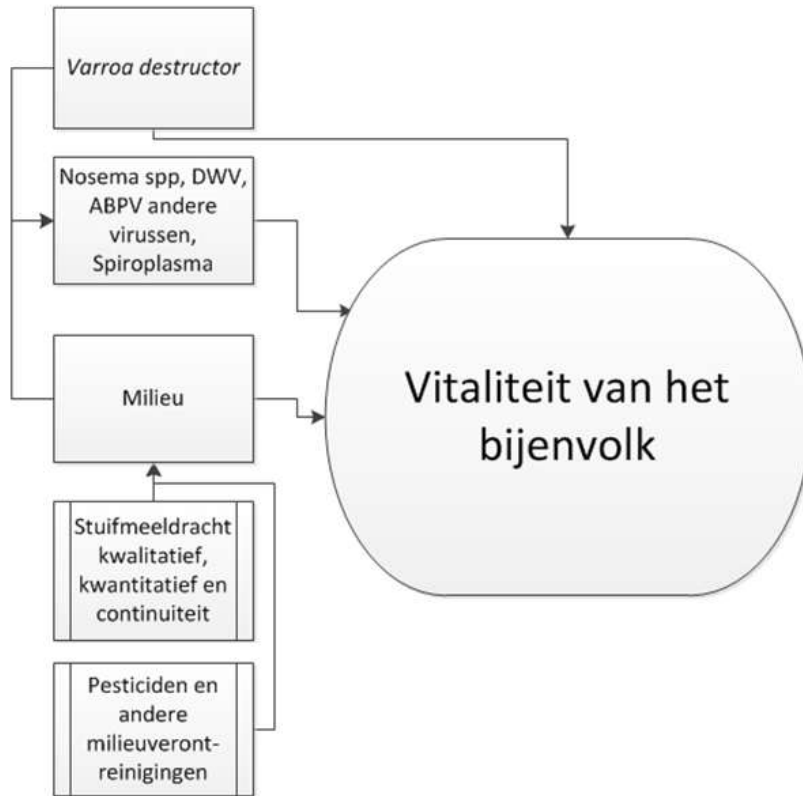 Varroa destructor
Nosema spp, DWV,
ABPV andere
virussen,
Spiroplasma
Milieu
Vitaliteit van het
bijenvolk
Stuifmeeldracht
kwalitatief,
kwantitatief en
continuiteit
Pesticiden en
andere
milieuveront-
reinigingen